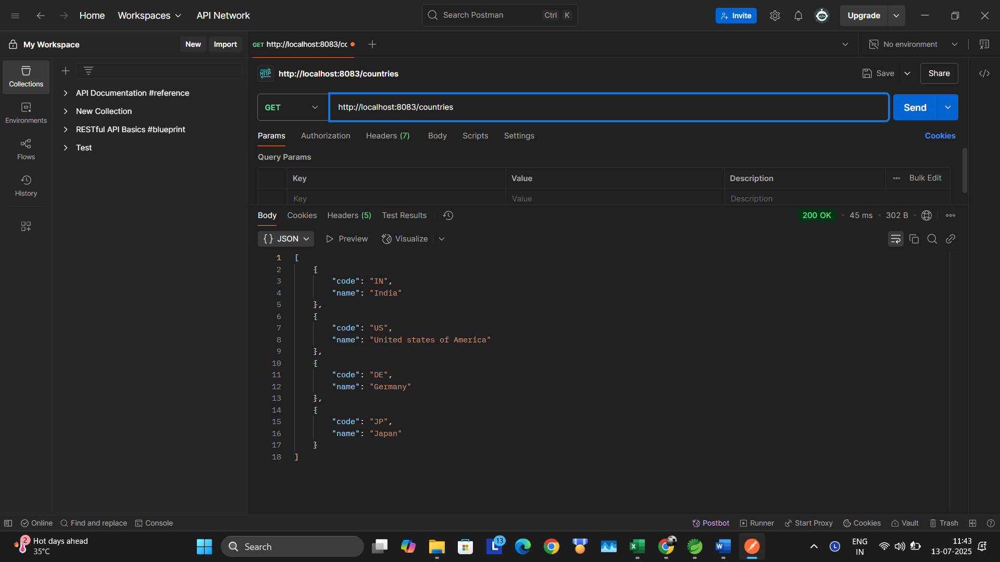 Home Workspaces API Network
Search Postman Ctrl K
Invite Upgrade
My Workspace New Import
GET http://localhost:8083/cc
No environment
Collections
Environments
Flows
History
API Documentation #reference
New Collection
RESTful API Basics #blueprint
Test
HTTP http://localhost:8083/countries
Save Share
GET http://localhost:8083/countries Send
Params Authorization Headers (7) Body Scripts Settings Cookies
Query Params
Key Value Description Bulk Edit
Key Value Description
Body Cookies Headers (5) Test Results 200 OK • 45 ms • 302 B
{} JSON Preview Visualize
1 [
2 {
3 "code": "IN",
4 "name": "India"
5 },
6 {
7 "code": "US",
8 "name": "United states of America"
9 },
10 {
11 "code": "DE",
12 "name": "Germany"
13 },
14 {
15 "code": "JP",
16 "name": "Japan"
17 }
18 ]
Online Find and replace Console
Postbot Runner Start Proxy Cookies Vault Trash
2 Hot days ahead
35°C
Search
L 13
ENG
IN
11:43
13-07-2025